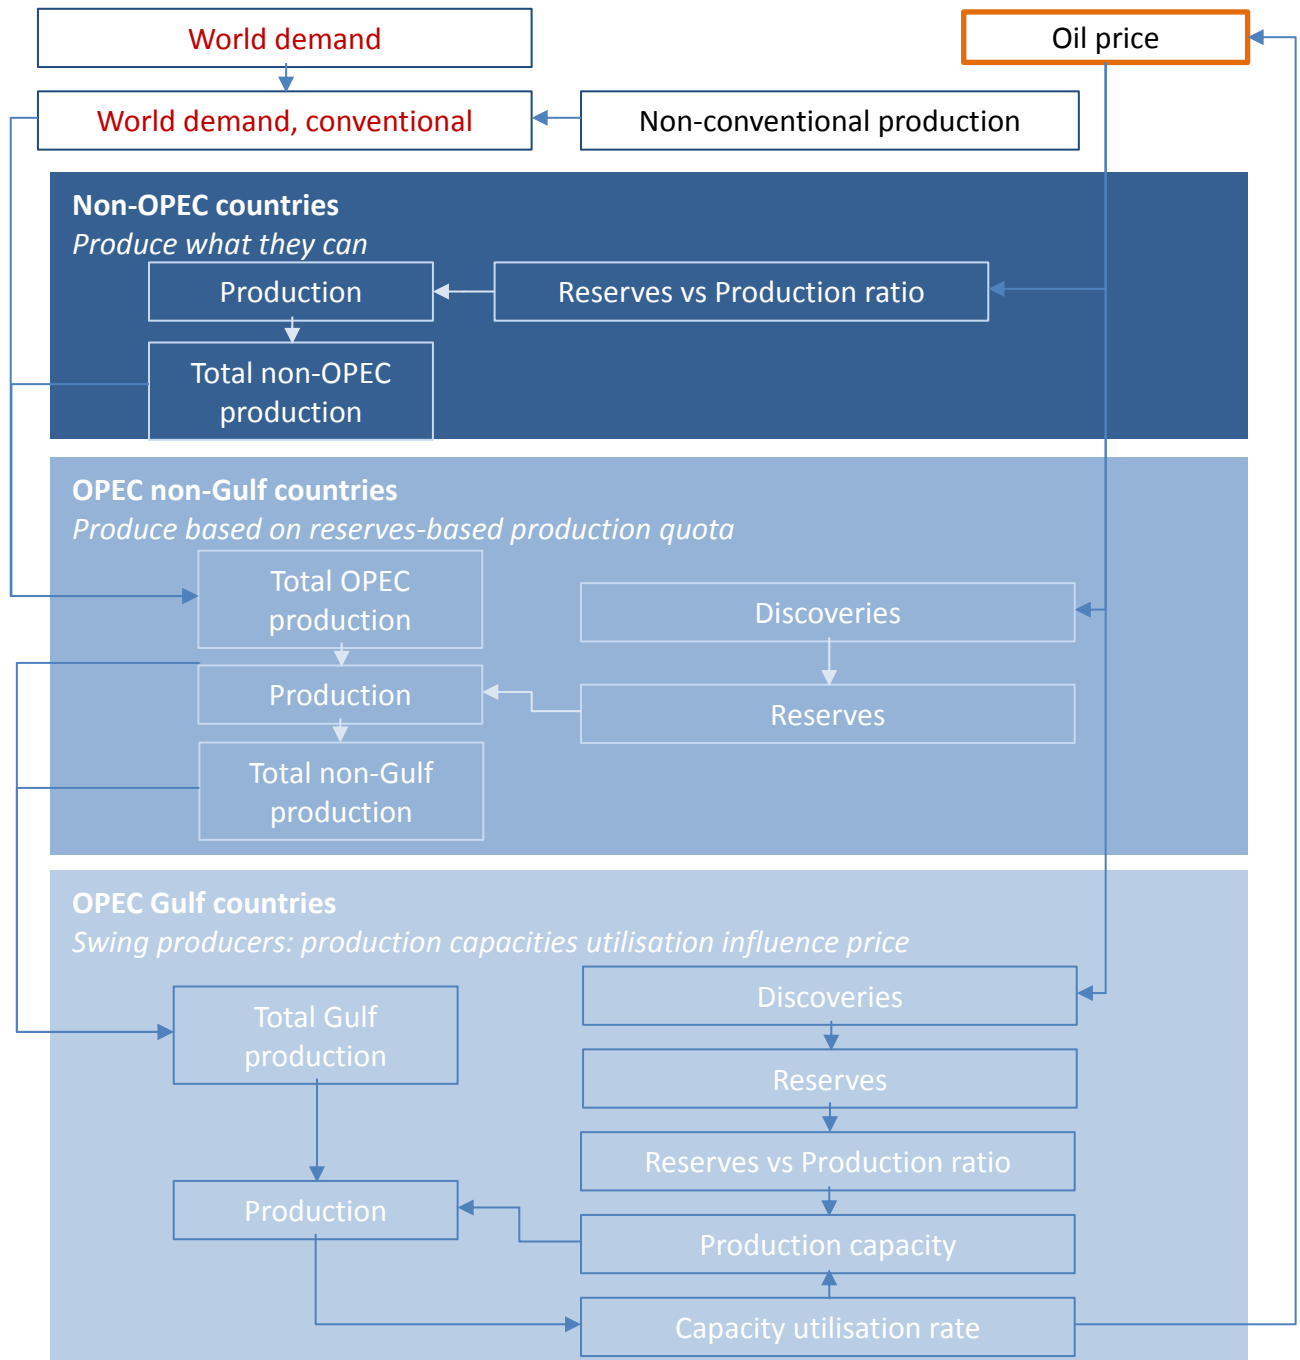 World demand
Oil price
World demand, conventional
Non-conventional production
Non-OPEC countries
Produce what they can
Production
Reserves vs Production ratio
Total non-OPEC
production
OPEC non-Gulf countries
Produce based on reserves-based production quota
Total OPEC
production
Discoveries
Production
Reserves
Total non-Gulf
production
OPEC Gulf countries
Swing producers: production capacities utilisation influence price
Total Gulf
production
Discoveries
Reserves
Reserves vs Production ratio
Production
Production capacity
Capacity utilisation rate